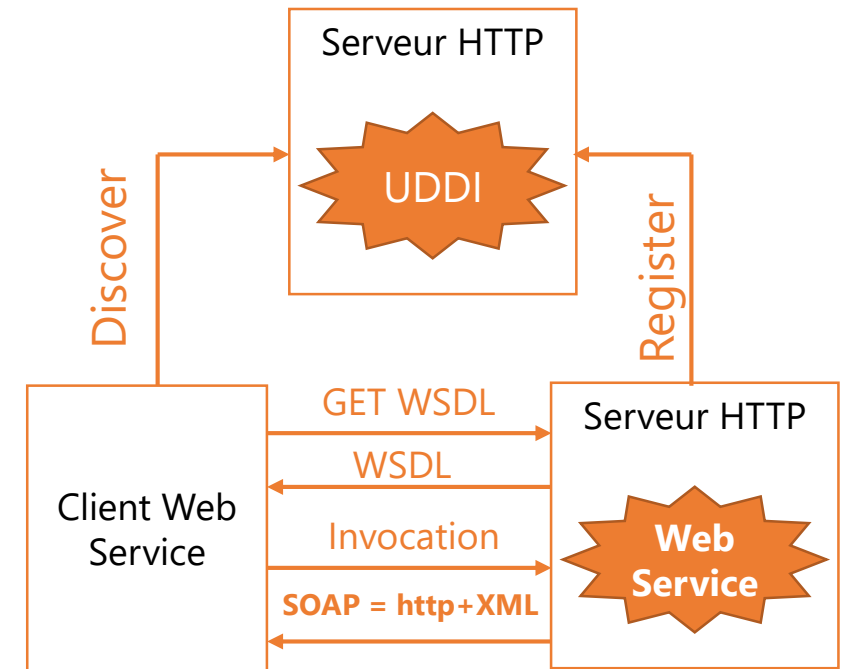 Serveur HTTP
UDDI
Discover
Register
GET WSDL
WSDL
Invocation
SOAP = http+XML
Client Web
Service
Serveur HTTP
Web
Service